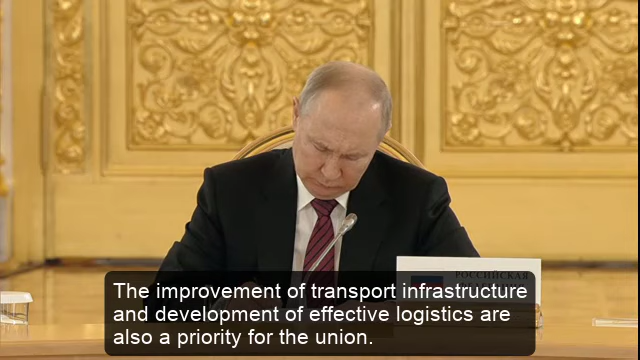 РОССИЙСКАЯ
The improvement of transport infrastructure
and development of effective logistics are
also a priority for the union.